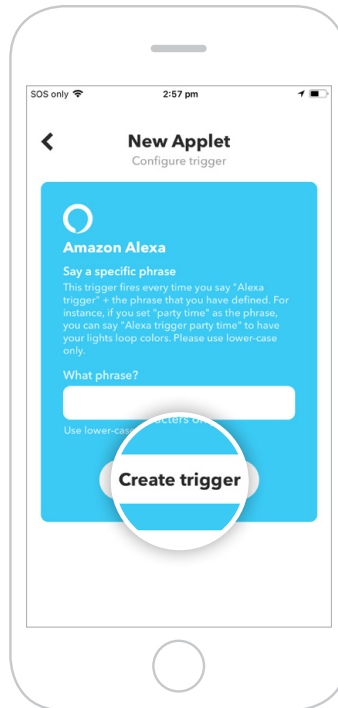 SOS only 2:57 pm
New Applet
Configure trigger
Amazon Alexa
Say a specific phrase
This trigger fires every time you say "Alexa
trigger" + the phrase that you have defined. For
instance, if you set "party time" as the phrase,
you can say "Alexa trigger party time" to have
your lights loop colors. Please use lower-case
only.
What phrase?
Use lower-case
Create trigger